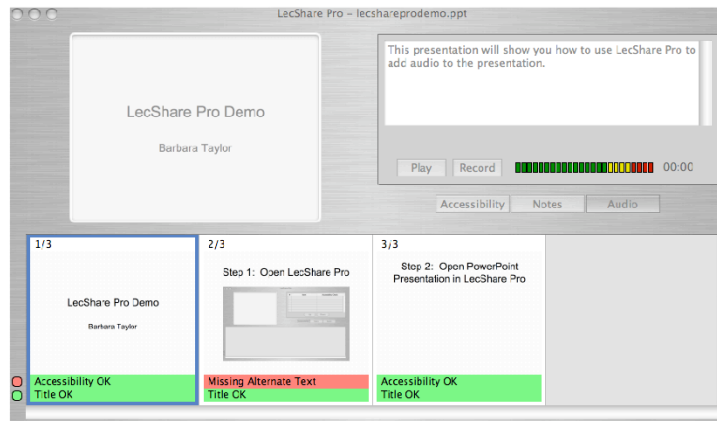 LecShare Pro – lecshareprodemo.ppt
LecShare Pro Demo
Barbara Taylor
This presentation will show you how to use LecShare Pro to
add audio to the presentation.
Play
Record
00:00
Accessibility
Notes
Audio
1/3
LecShare Pro Demo
Barbara Taylor
Accessibility OK
Title OK
2/3
Step 1: Open LecShare Pro
Missing Alternate Text
Title OK
3/3
Step 2: Open PowerPoint
Presentation in LecShare Pro
Accessibility OK
Title OK